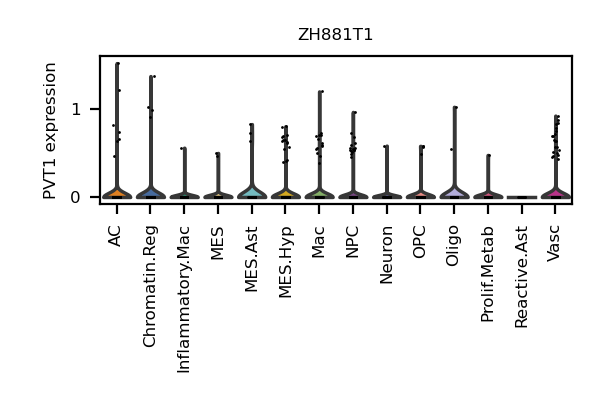 ZH881T1
PVT1 expression
1
0
AC
Chromatin.Reg
Inflammatory.Mac
MES
MES.Ast
MES.Hyp
Mac
NPC
Neuron
OPC
Oligo
Prolif.Metab
Reactive.Ast
Vasc